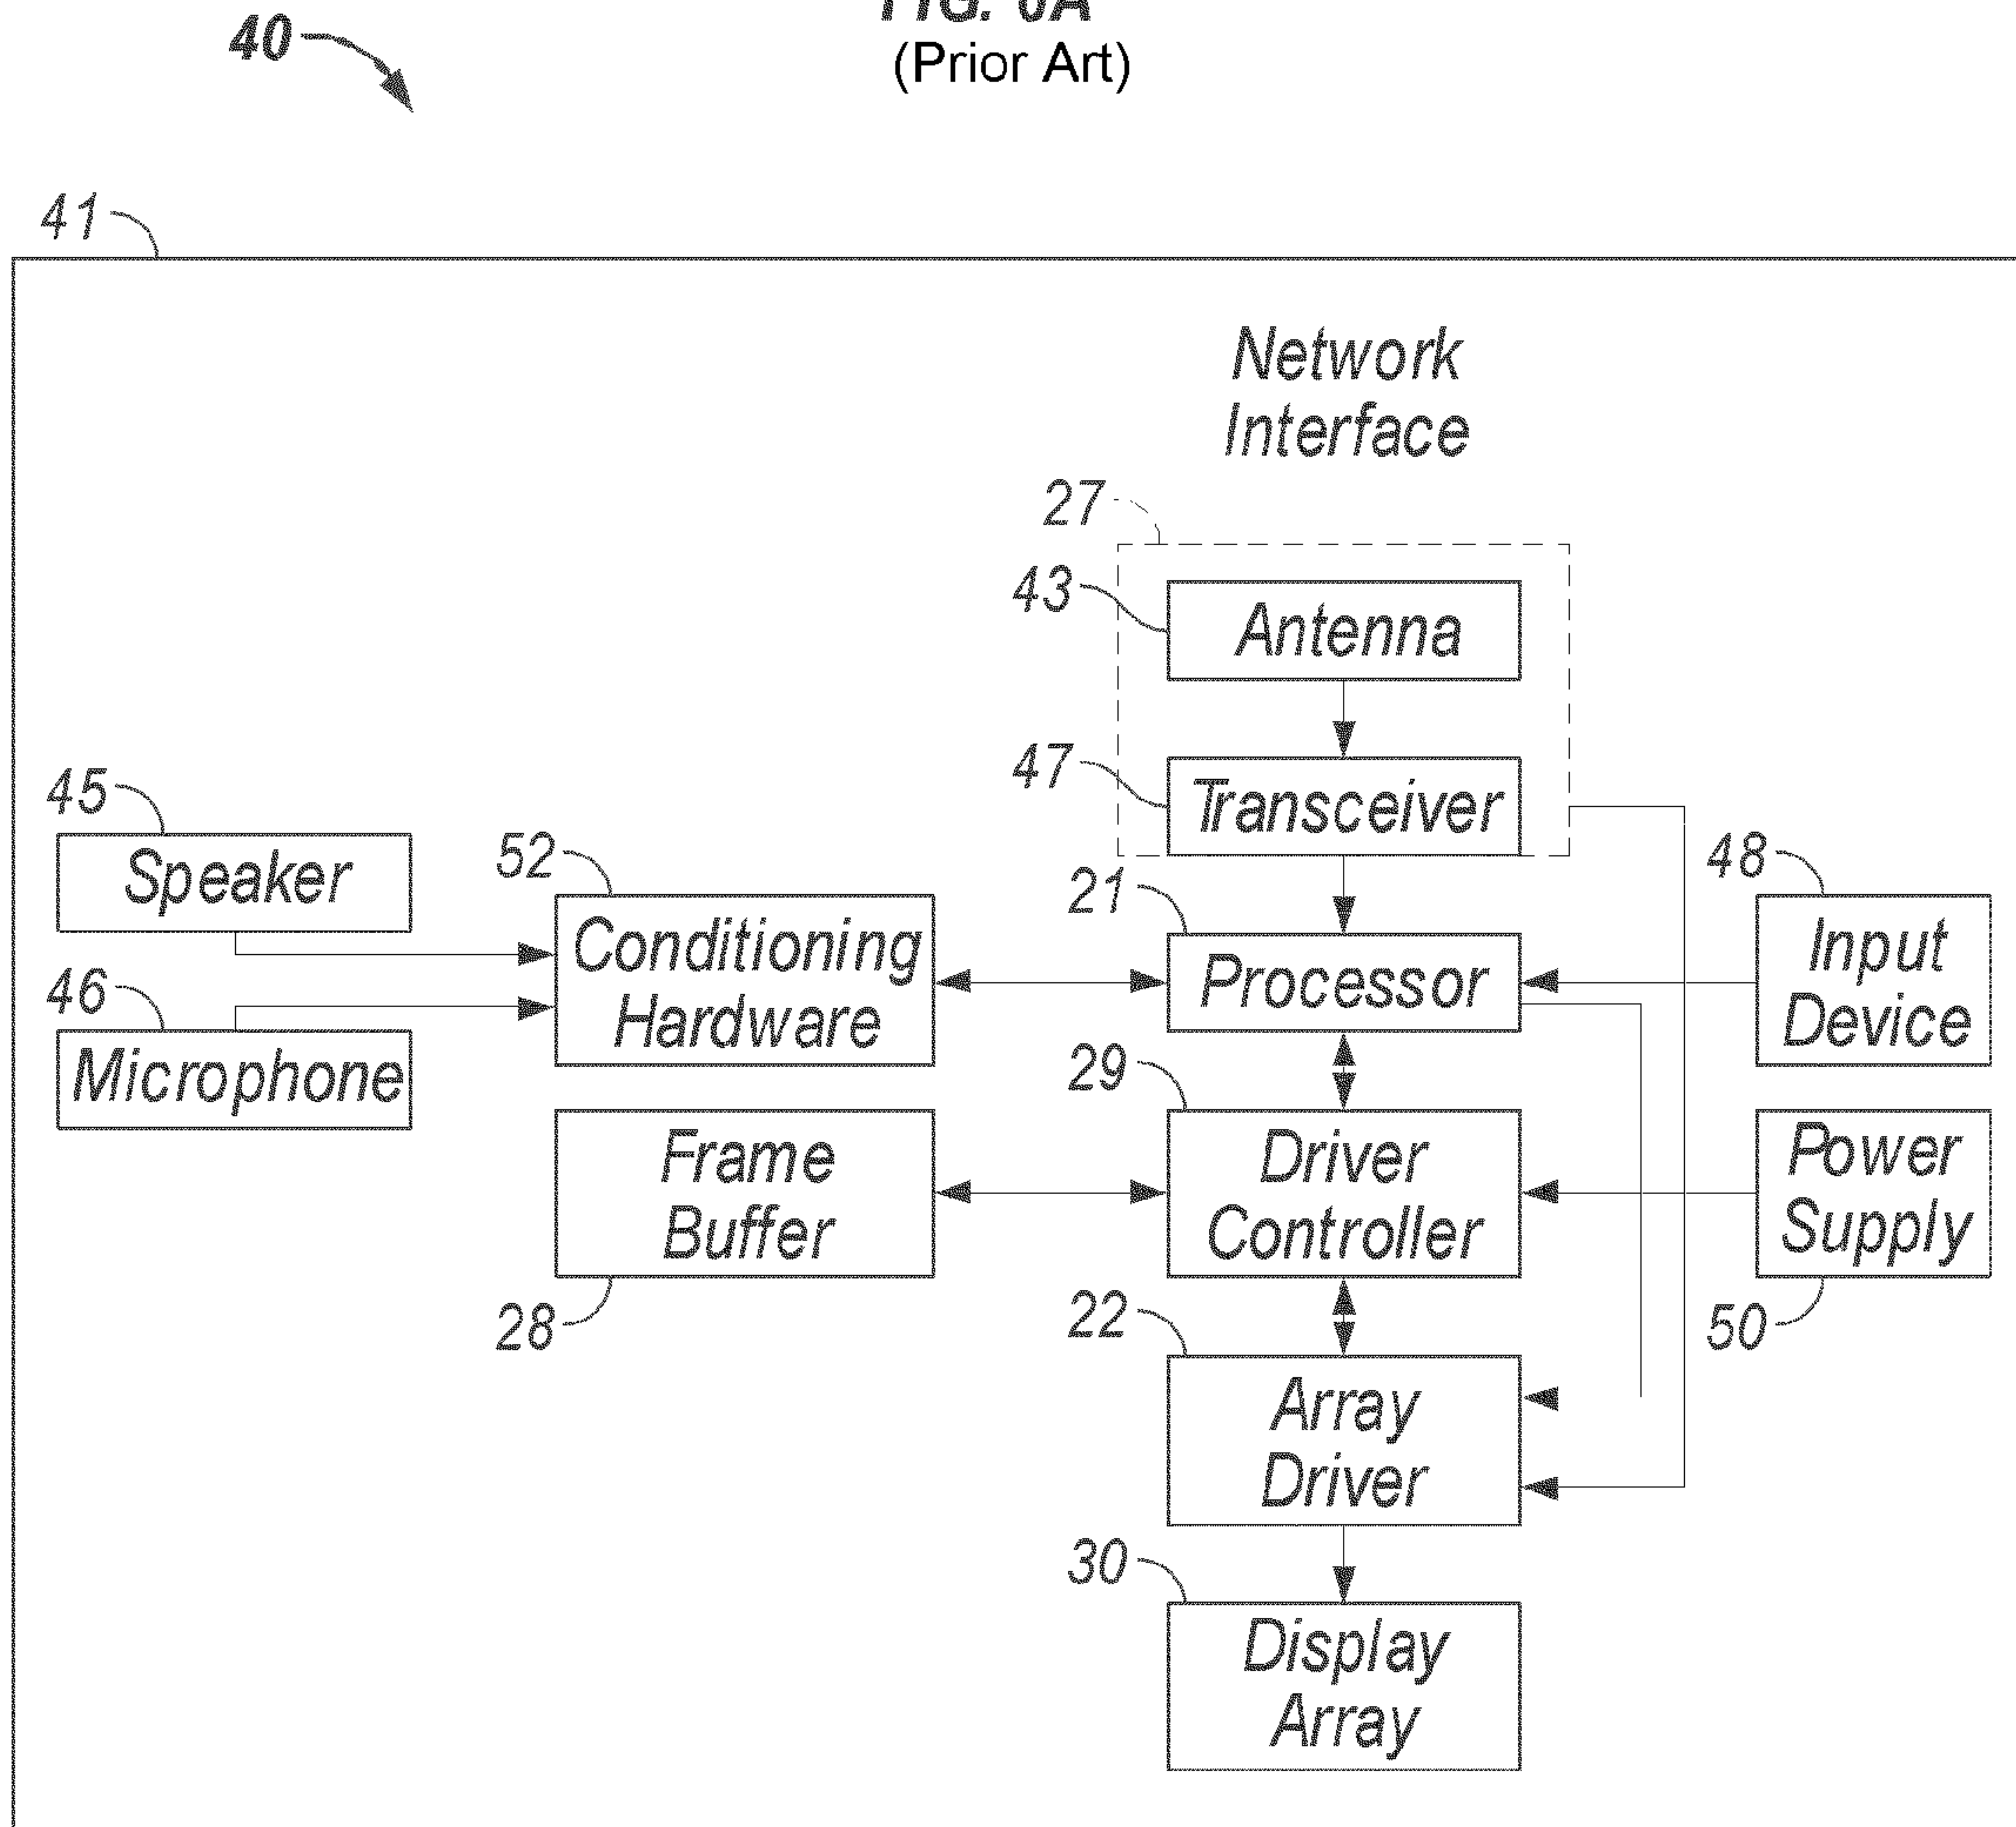 40
(Prior Art)
41
Network
Interface
27
43
Antenna
47
Transceiver
45
Speaker
52
Conditioning
Hardware
21
Processor
48
Input
Device
46
Microphone
29
Driver
Controller
Frame
Buffer
28
Power
Supply
50
22
Array
Driver
30
Display
Array